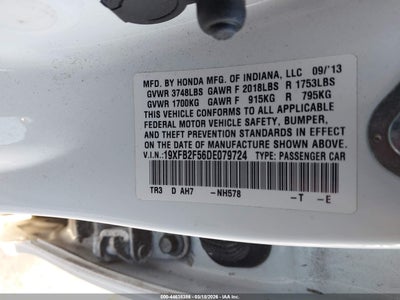 MFD. BY HONDA MFG. OF INDIANA, LLC 09/'13
GVWR 3748LBS GAWR F 2018LBS R 1753LBS
GVWR 1700KG GAWR F 915KG R 795KG
THIS VEHICLE CONFORMS TO ALL APPLICABLE
FEDERAL MOTOR VEHICLE SAFETY, BUMPER,
AND THEFT PREVENTION STANDARDS IN EFFECT
ON THE DATE OF MANUFACTURE SHOWN ABOVE.
V.I.N.: 19XFB2F56DE079724 TYPE: PASSENGER CAR
TR3 D AH7 -NH578 -T -E